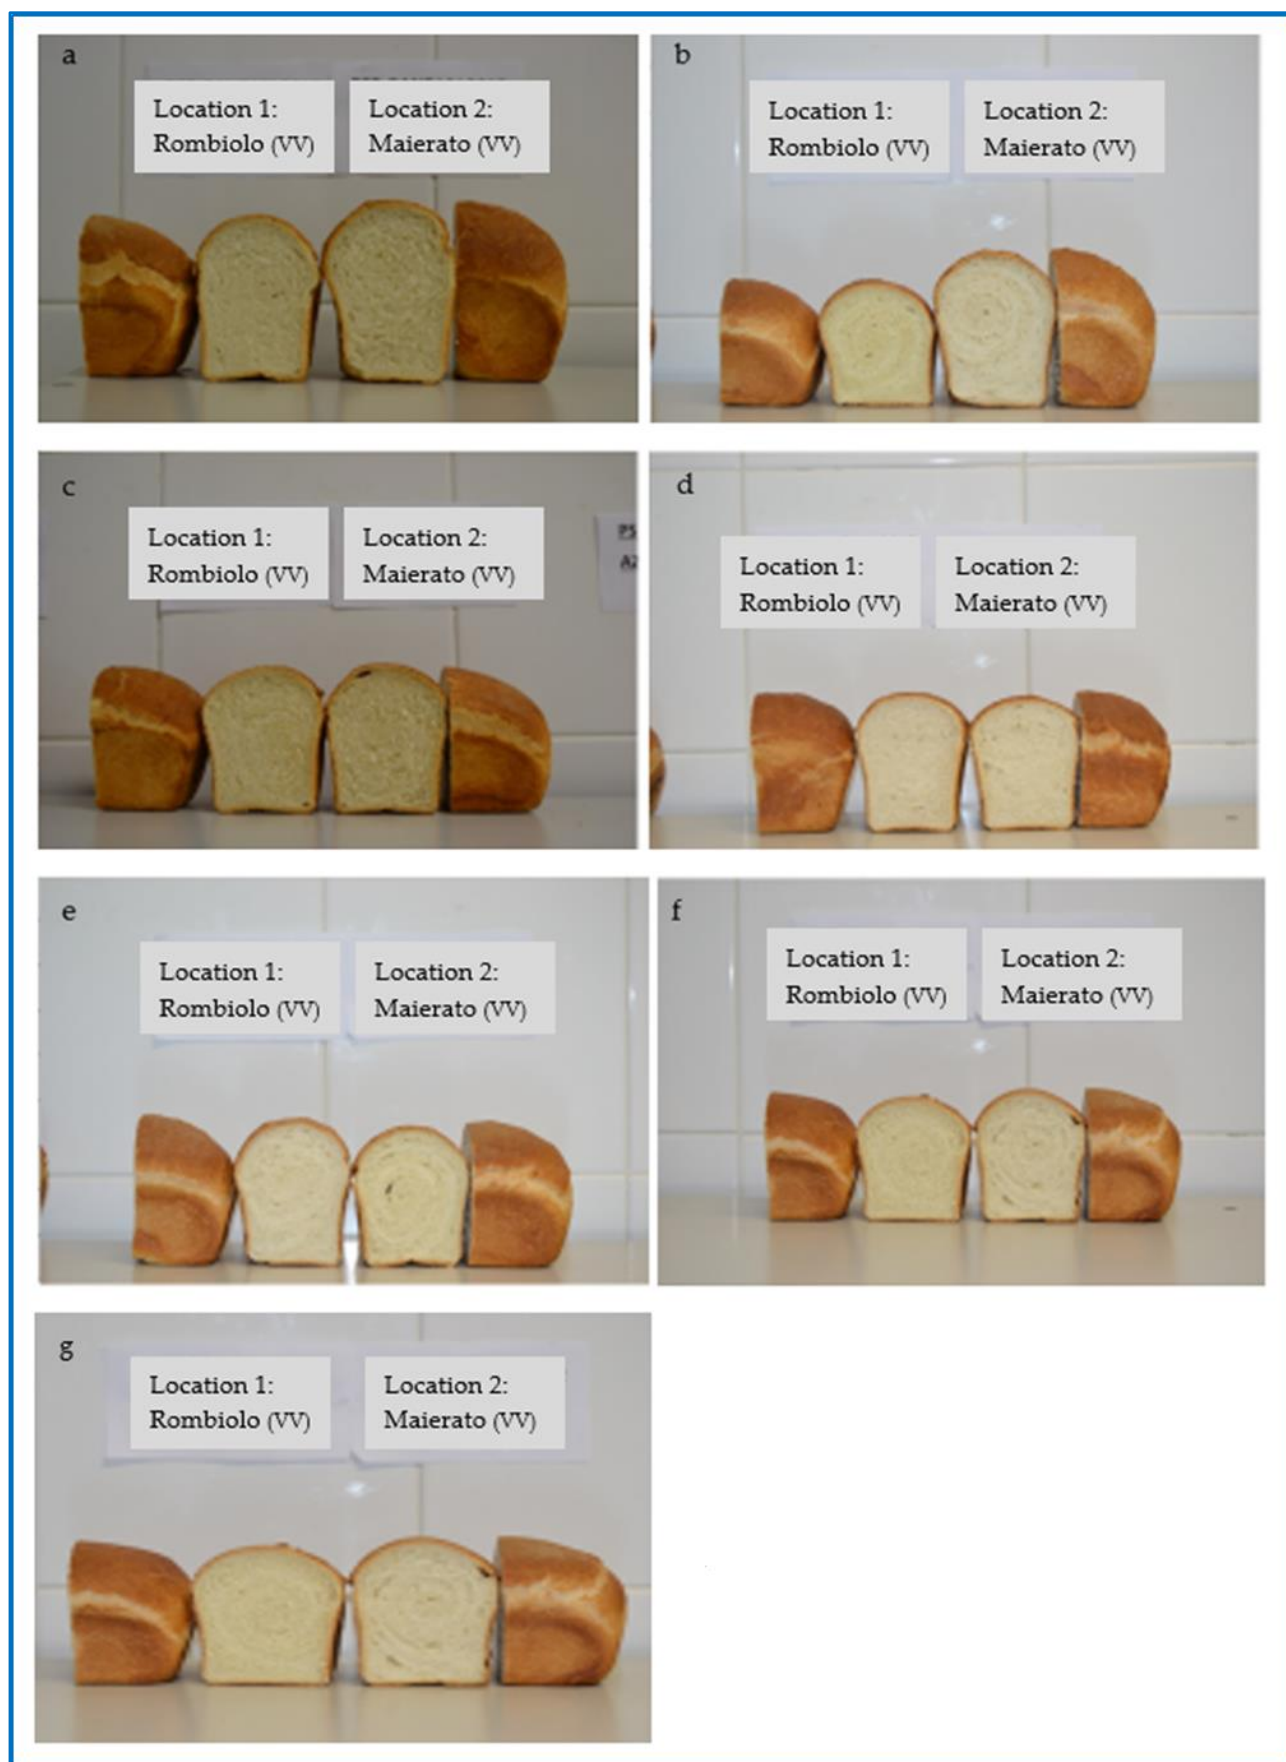 a
Location 1:
Rombiolo (VV)
Location 2:
Maierato (VV)
b
Location 1:
Rombiolo (VV)
Location 2:
Maierato (VV)
c
Location 1:
Rombiolo (VV)
Location 2:
Maierato (VV)
d
Location 1:
Rombiolo (VV)
Location 2:
Maierato (VV)
e
Location 1:
Rombiolo (VV)
Location 2:
Maierato (VV)
f
Location 1:
Rombiolo (VV)
Location 2:
Maierato (VV)
g
Location 1:
Rombiolo (VV)
Location 2:
Maierato (VV)